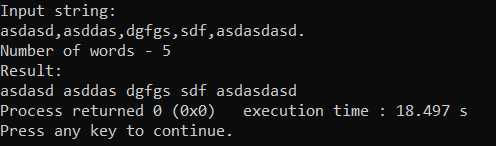 Input string:
asdasd,asddas,dgfgs,sdf,asdasdasd.
Number of words - 5
Result:
asdasd asddas dgfgs sdf asdasdasd
Process returned 0 (0x0)   execution time : 18.497 s
Press any key to continue.